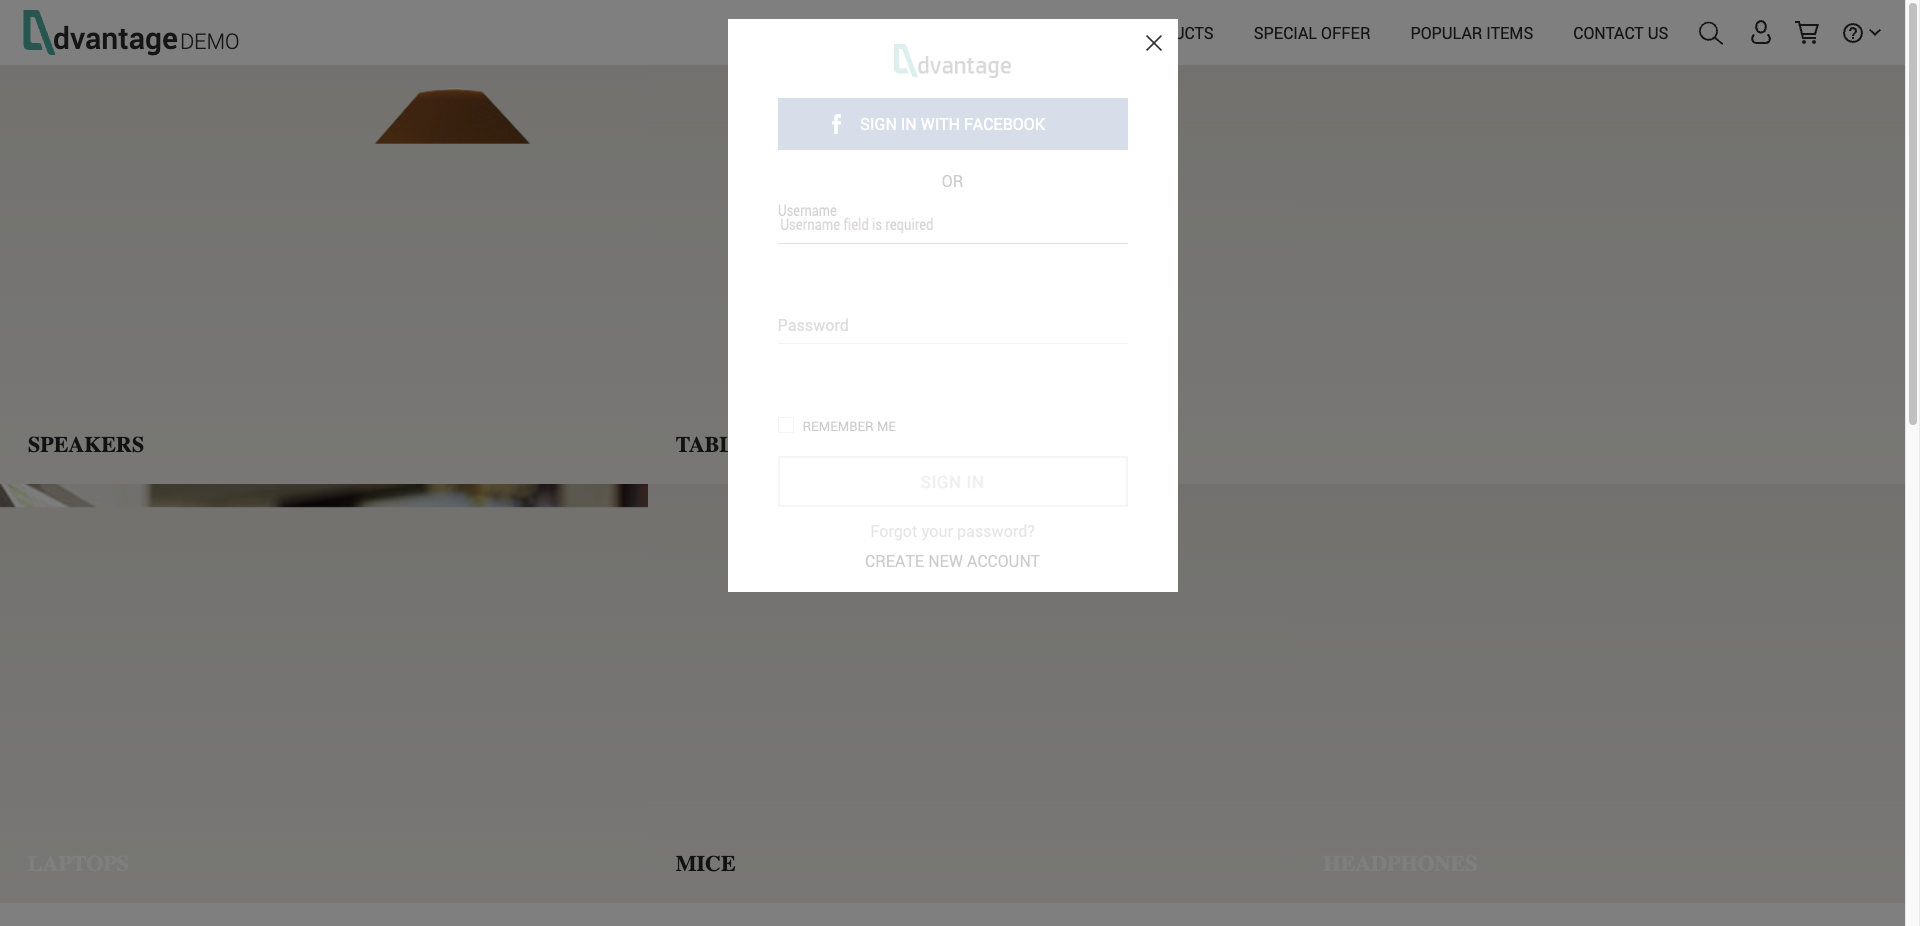 dvantage DEMO
UCTS
SPECIAL OFFER
POPULAR ITEMS
CONTACT US
dvantage
SIGN IN WITH FACEBOOK
OR
Username
Username field is required
Password
REMEMBER ME
SIGN IN
Forgot your password?
CREATE NEW ACCOUNT
SPEAKERS
TABL
LAPTOPS
MICE
HEADPHONES